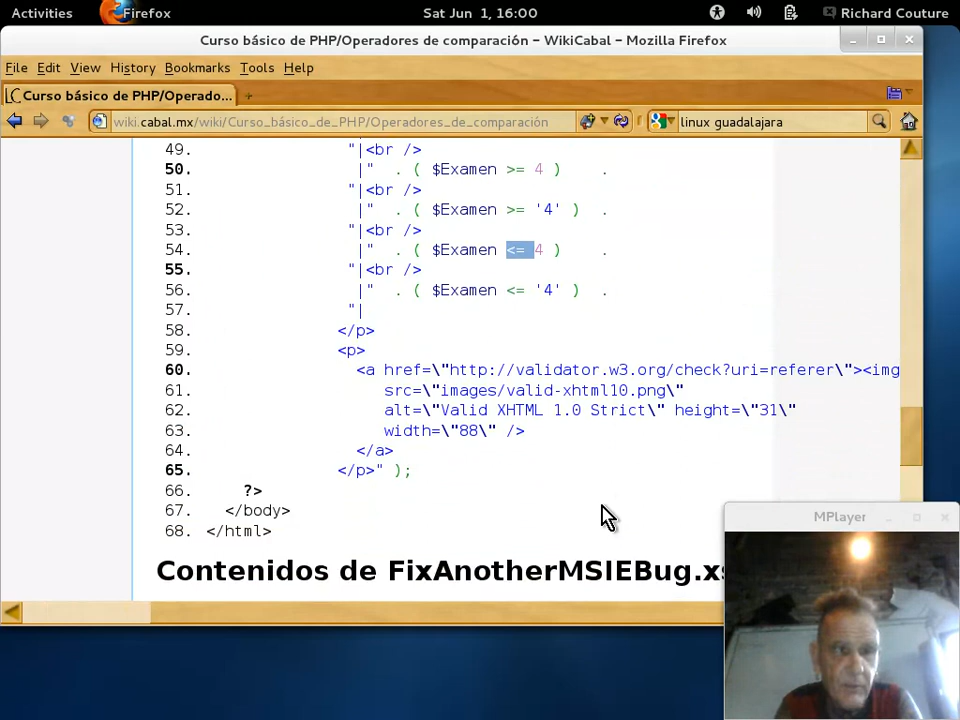 Activities Firefox Sat Jun 1, 16:00 Richard Couture
Curso básico de PHP/Operadores de comparación – WikiCabal – Mozilla Firefox
File Edit View History Bookmarks Tools Help
Curso básico de PHP/Operado...
wiki.cabal.mx/wiki/Curso_básico_de_PHP/Operadores_de_comparación linux guadalajara
49. "|<br />
50. |" . ( $Examen >= 4 ) .
51. "|<br />
52. |" . ( $Examen >= '4' ) .
53. "|<br />
54. |" . ( $Examen <= 4 ) .
55. "|<br />
56. |" . ( $Examen <= '4' ) .
57. "|
58. </p>
59. <p>
60. <a href=\"http://validator.w3.org/check?uri=referer\"><img
61. src=\"images/valid-xhtml10.png\"
62. alt=\"Valid XHTML 1.0 Strict\" height=\"31\"
63. width=\"88\" />
64. </a>
65. </p>" );
66. ?>
67. </body>
68. </html>
MPlayer
Contenidos de FixAnotherMSIEBug.xs